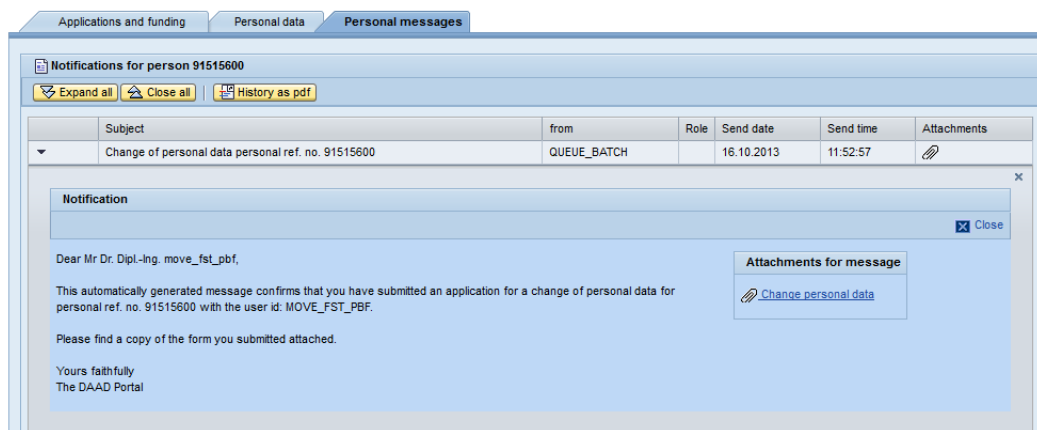 Applications and funding Personal data Personal messages
Notifications for person 91515600
Expand all Close all History as pdf
Subject from Role Send date Send time Attachments
Change of personal data personal ref. no. 91515600 QUEUE_BATCH 16.10.2013 11:52:57
Notification
Close
Dear Mr Dr. Dipl.-Ing. move_fst_pbf,
Attachments for message
This automatically generated message confirms that you have submitted an application for a change of personal data for
Change personal data
personal ref. no. 91515600 with the user id: MOVE_FST_PBF.
Please find a copy of the form you submitted attached.
Yours faithfully
The DAAD Portal